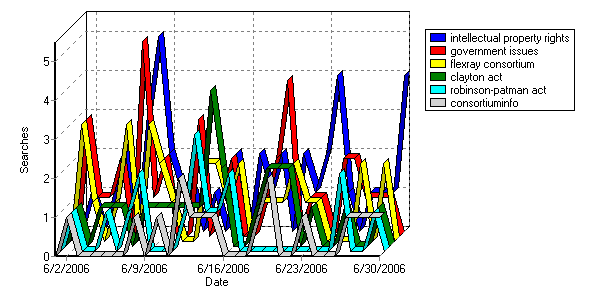 intellectual property rights
government issues
flexray consortium
clayton act
robinson-patman act
consortiuminfo
Searches
5
4
3
2
1
0
6/2/2006 6/9/2006 6/16/2006 6/23/2006 6/30/2006
Date